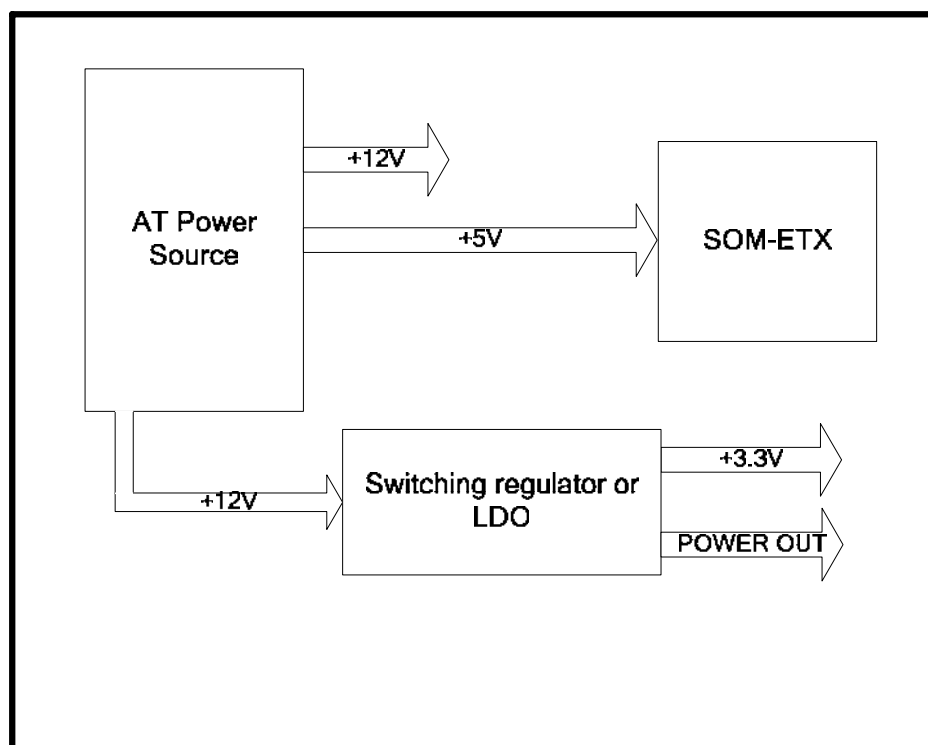 +12V
AT Power
Source
+5V
SOM-ETX
+3.3V
Switching regulator or
LDO
+12V
POWER OUT